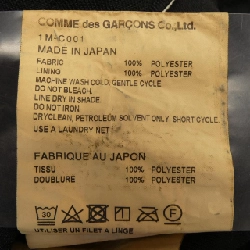 COMME des GARÇONS Co.,Ltd.
1M-C001
MADE IN JAPAN
FABRIC 100% POLYESTER
LINING 100% POLYESTER
MACHINE WASH COLD, GENTLE CYCLE
DO NOT BLEACH
LINE DRY IN SHADE
DO NOT IRON
DRYCLEAN, PETROLEUM SOLVENT ONLY, SHORT CYCLE.
USE A LAUNDRY NET
FABRIQUE AU JAPON
TISSU 100% POLYESTER
DOUBLURE 100% POLYESTER
30 F
UTILISER UN FILET A LINGE